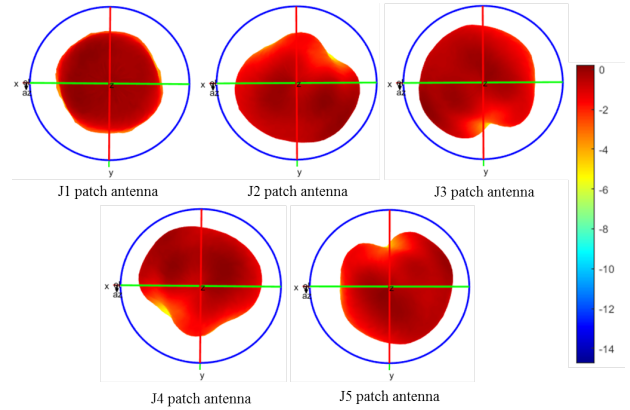 x
az
y
J1 patch antenna
x
az
y
J2 patch antenna
x
az
y
J3 patch antenna
0
-2
-4
-6
-8
-10
-12
-14
x
az
y
J4 patch antenna
x
az
y
J5 patch antenna